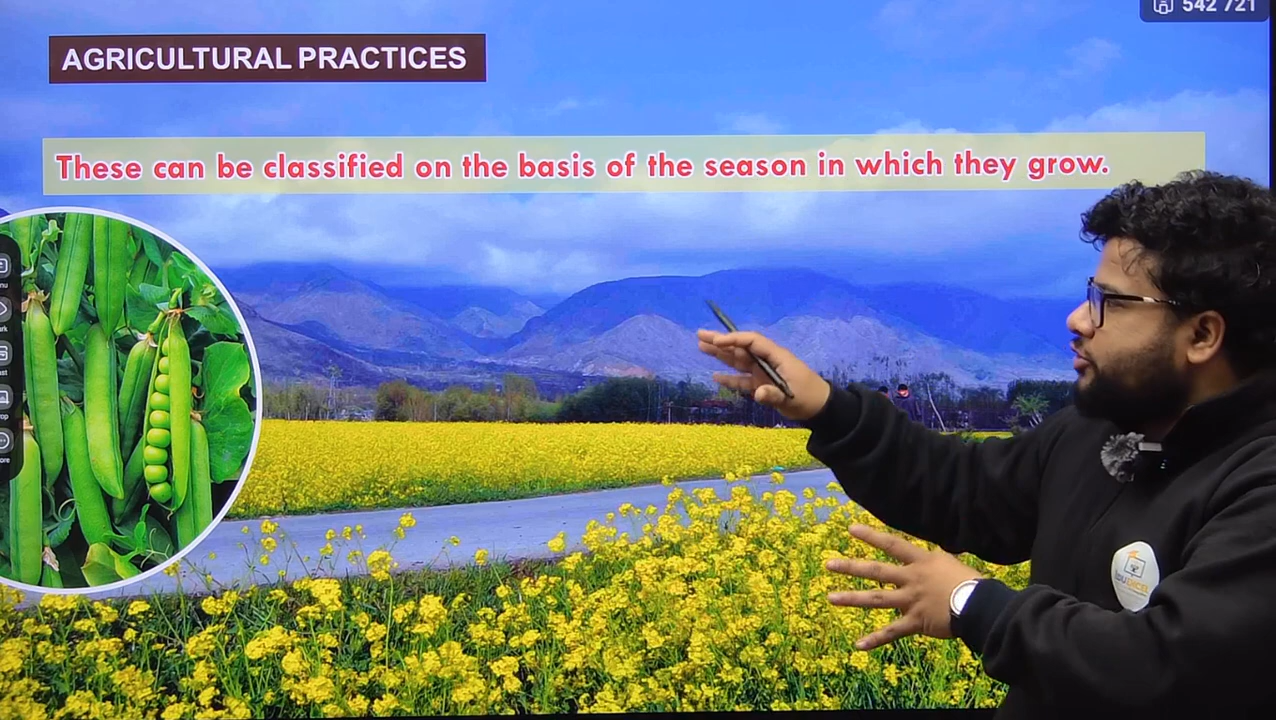 542 721
AGRICULTURAL PRACTICES
These can be classified on the basis of the season in which they grow.